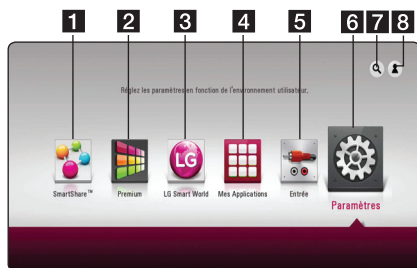 1 2 3 4 5 6 7 8
Réglez les paramètres en fonction de l'environnement utilisateur.
LG
SmartShare™ Premium LG Smart World Mes Applications Entrée Paramètres